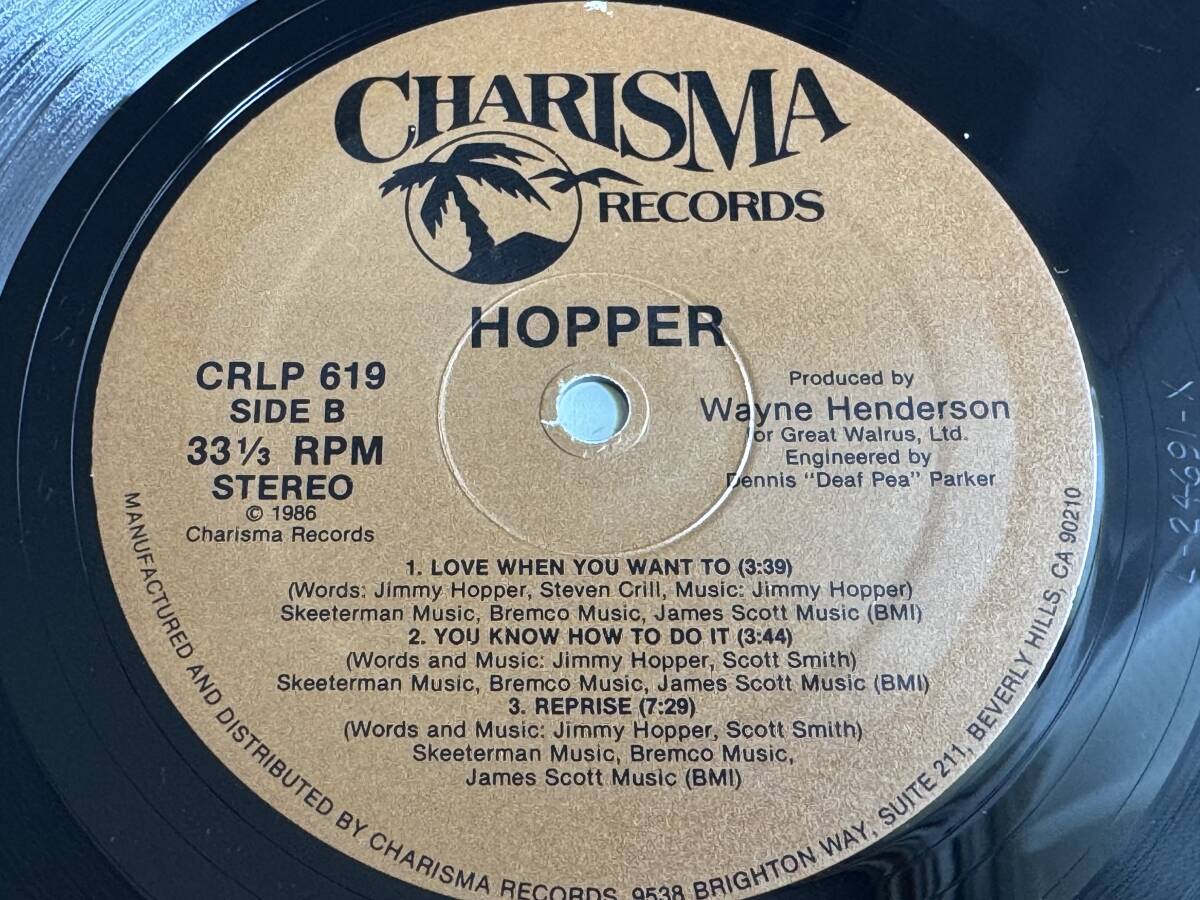 CHARISMA
RECORDS
HOPPER
CRLP 619
SIDE B
33 1/3 RPM
STEREO
© 1986
Charisma Records
Produced by
Wayne Henderson
for Great Walrus, Ltd.
Engineered by
Dennis "Deaf Pea" Parker
1. LOVE WHEN YOU WANT TO (3:39)
(Words: Jimmy Hopper, Steven Crill, Music: Jimmy Hopper)
Skeeterman Music, Bremco Music, James Scott Music (BMI)
2. YOU KNOW HOW TO DO IT (3:44)
(Words and Music: Jimmy Hopper, Scott Smith)
Skeeterman Music, Bremco Music, James Scott Music (BMI)
3. REPRISE (7:29)
(Words and Music: Jimmy Hopper, Scott Smith)
Skeeterman Music, Bremco Music,
James Scott Music (BMI)
MANUFACTURED AND DISTRIBUTED BY CHARISMA RECORDS, 9538 BRIGHTON WAY, SUITE 211, BEVERLY HILLS, CA 90210
-24691-X